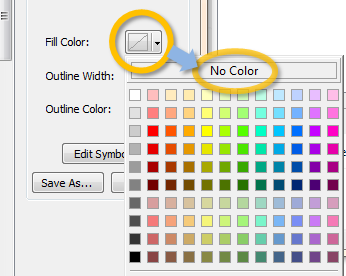 Fill Color:
No Color
Outline Width:
Outline Color:
Edit Symbo
Save As...